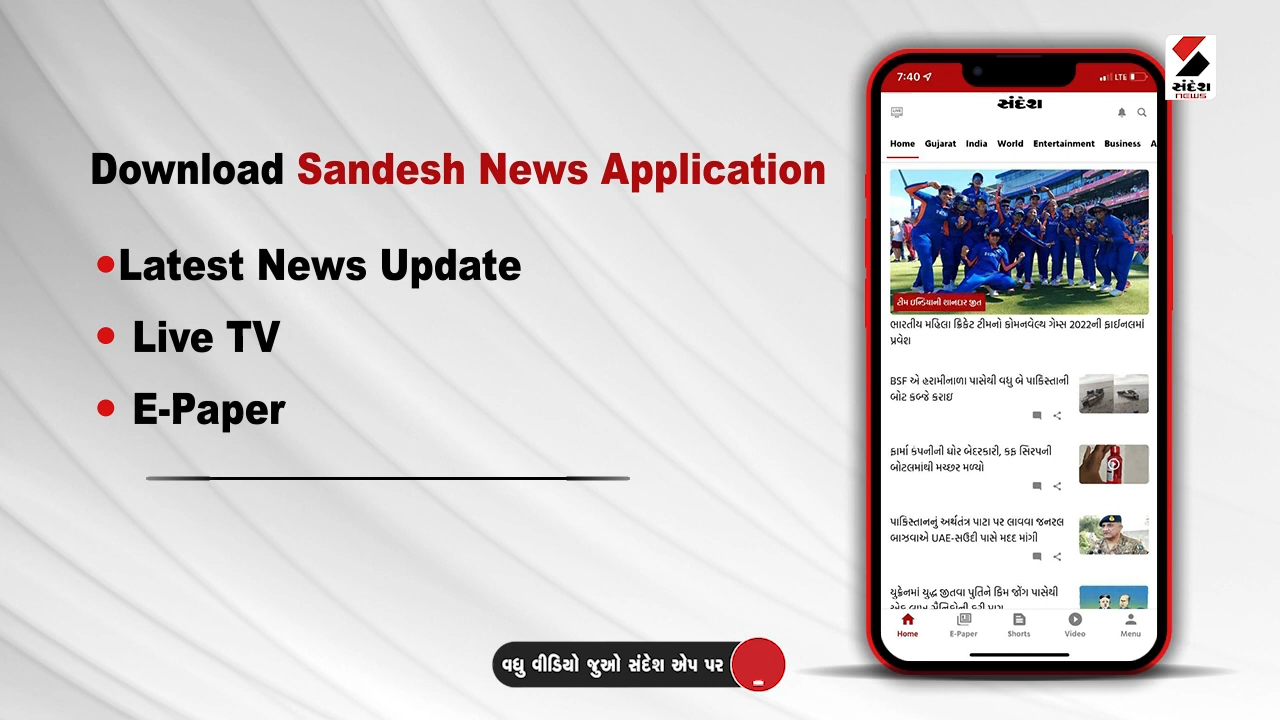 Download Sandesh News Application
•Latest News Update
• Live TV
• E-Paper
વધુ વીડિયો જુઓ સંદેશ એપ પર
સંદેશ
NEWS
7:40
LTE
LIVE
સંદેશ
Home Gujarat India World Entertainment Business A
ટીમ ઇન્ડિયાની શાનદાર જીત
ભારતીય મહિલા ક્રિકેટ ટીમનો કોમનવેલ્થ ગેમ્સ 2022ની ફાઈનલમાં
પ્રવેશ
BSF એ હરામીનાળા પાસેથી વધુ બે પાકિસ્તાની
બોટ કબ્જે કરાઇ
ફાર્મા કંપનીની ઘોર બેદરકારી, કફ સિરપની
બોટલમાંથી મચ્છર મળ્યો
પાકિસ્તાનનું અર્થતંત્ર પાટા પર લાવવા જનરલ
બાઝવાએ UAE-સઉદી પાસે મદદ માંગી
યુક્રેનમાં યુદ્ધ જીતવા પુતિને કિમ જોંગ પાસેથી
Home E-Paper Shorts Video Menu